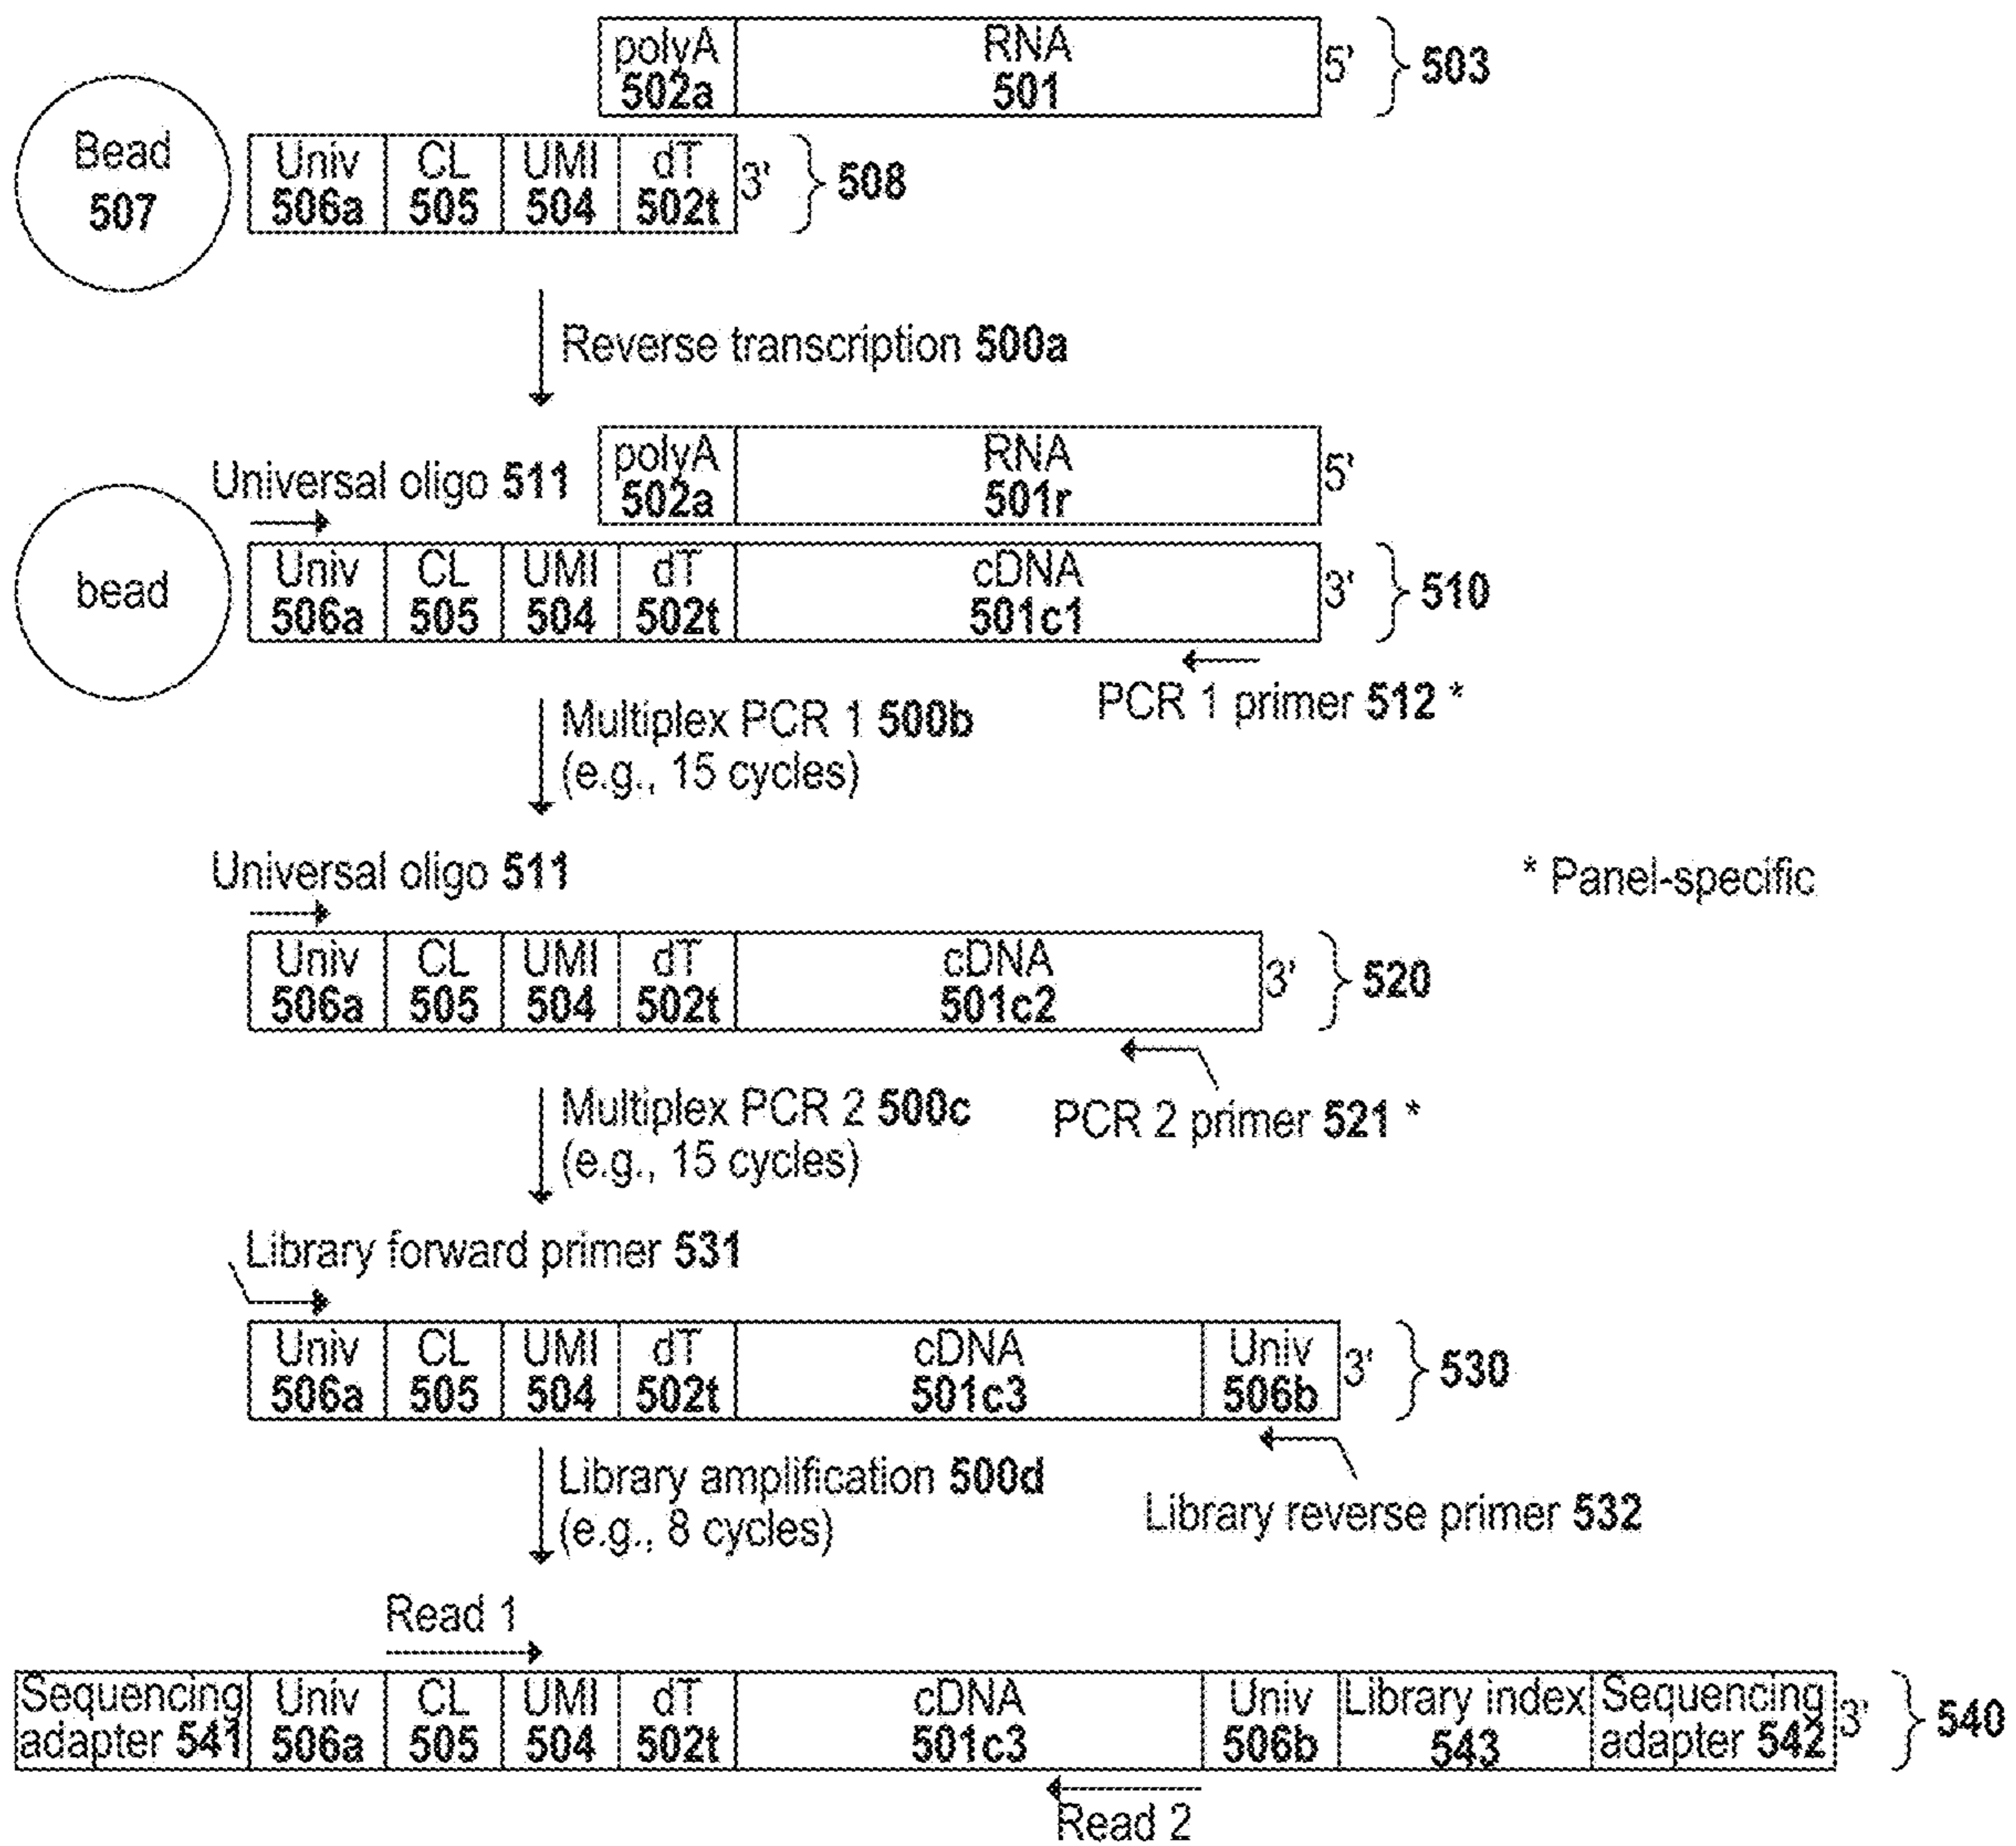 polyA
502a
RNA
501
5'
503
Bead
507
Univ
506a
CL
505
UMI
504
dT
502t
3'
508
Reverse transcription 500a
Universal oligo 511
polyA
502a
RNA
501r
5'
bead
Univ
506a
CL
505
UMI
504
dT
502t
cDNA
501c1
3'
510
PCR 1 primer 512 *
Multiplex PCR 1 500b
(e.g., 15 cycles)
Universal oligo 511
* Panel-specific
Univ
506a
CL
505
UMI
504
dT
502t
cDNA
501c2
3'
520
Multiplex PCR 2 500c
(e.g., 15 cycles)
PCR 2 primer 521 *
Library forward primer 531
Univ
506a
CL
505
UMI
504
dT
502t
cDNA
501c3
Univ
506b
3'
530
Library amplification 500d
(e.g., 8 cycles)
Library reverse primer 532
Read 1
Sequencing
adapter 541
Univ
506a
CL
505
UMI
504
dT
502t
cDNA
501c3
Univ
506b
Library index
543
Sequencing
adapter 542
3'
540
Read 2